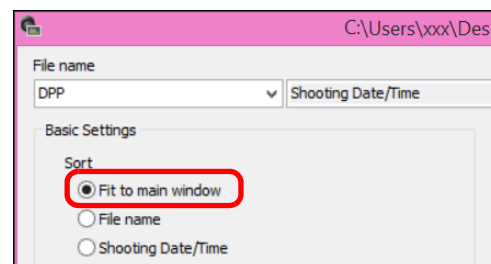 C:\Users\xxx\Des
File name
DPP Shooting Date/Time
Basic Settings
Sort
Fit to main window
File name
Shooting Date/Time